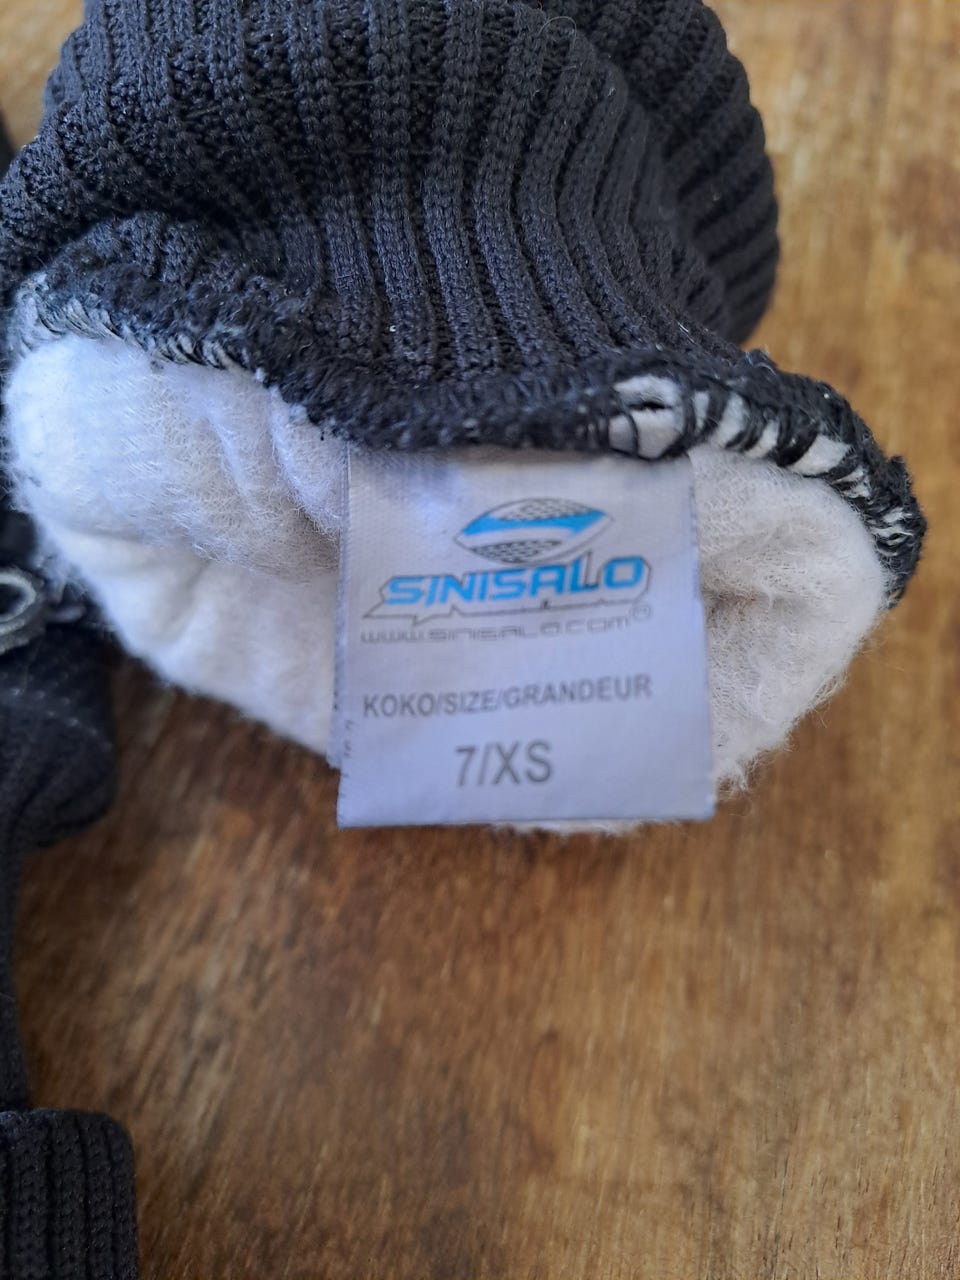 SINISALO
www.sinisalo.com®
KOKO/SIZE/GRANDEUR
7/XS